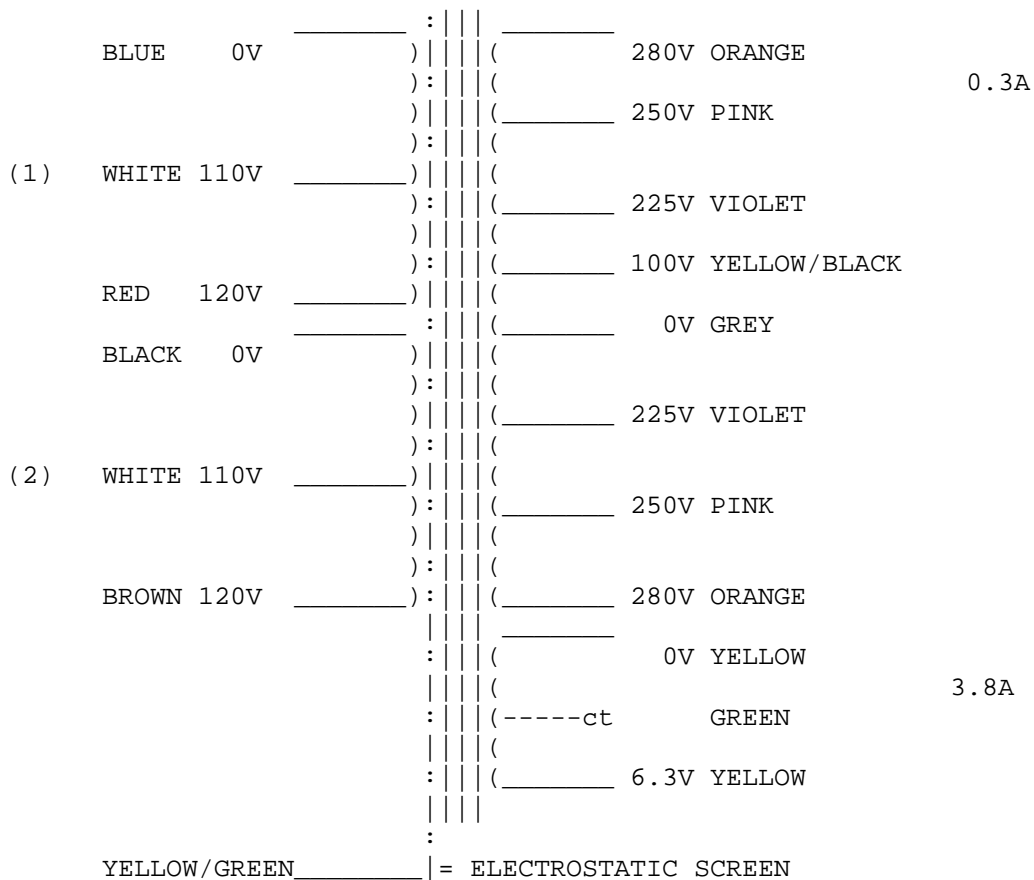 BLUE 0V 280V ORANGE
0.3A
250V PINK
(1) WHITE 110V
225V VIOLET
100V YELLOW/BLACK
RED 120V
0V GREY
BLACK 0V
225V VIOLET
(2) WHITE 110V
250V PINK
BROWN 120V 280V ORANGE
0V YELLOW
3.8A
ct GREEN
6.3V YELLOW
YELLOW/GREEN = ELECTROSTATIC SCREEN